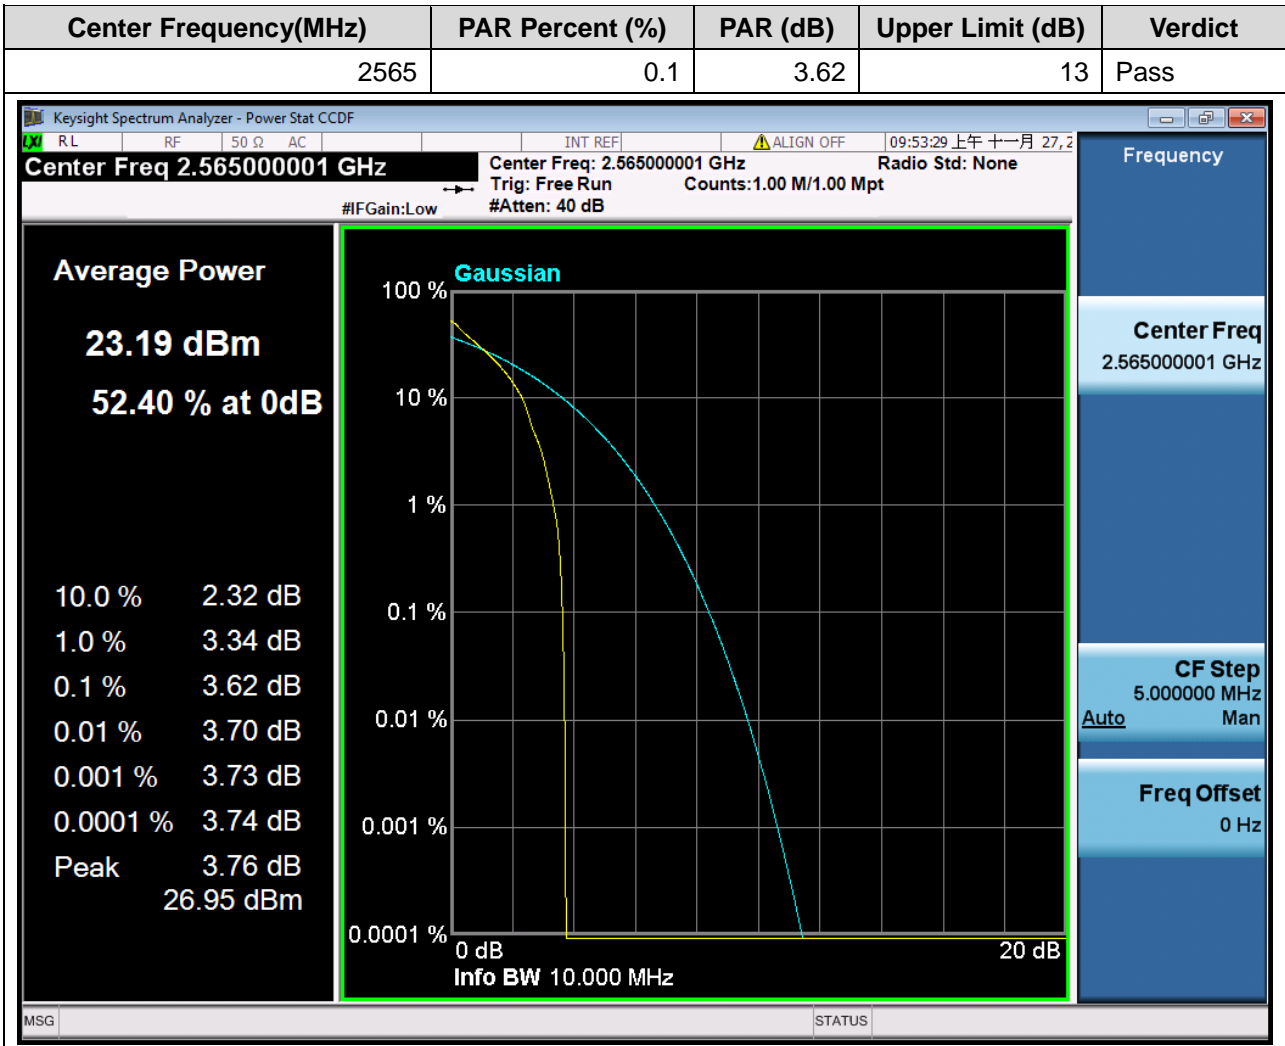 Center Frequency(MHz) PAR Percent (%) PAR (dB) Upper Limit (dB) Verdict
2565 0.1 3.62 13 Pass
Keysight Spectrum Analyzer - Power Stat CCDF
LXI RL RF 50 Ω AC INT REF ALIGN OFF 09:53:29 上午 十一月 27, 2
Center Freq 2.565000001 GHz
#IFGain:Low
Center Freq: 2.565000001 GHz Radio Std: None
Trig: Free Run Counts:1.00 M/1.00 Mpt
#Atten: 40 dB
Average Power
23.19 dBm
52.40 % at 0dB
10.0 % 2.32 dB
1.0 % 3.34 dB
0.1 % 3.62 dB
0.01 % 3.70 dB
0.001 % 3.73 dB
0.0001 % 3.74 dB
Peak 3.76 dB
26.95 dBm
Gaussian
100 %
10 %
1 %
0.1 %
0.01 %
0.001 %
0.0001 %
0 dB 20 dB
Info BW 10.000 MHz
Frequency
Center Freq
2.565000001 GHz
CF Step
5.000000 MHz
Auto Man
Freq Offset
0 Hz
MSG STATUS